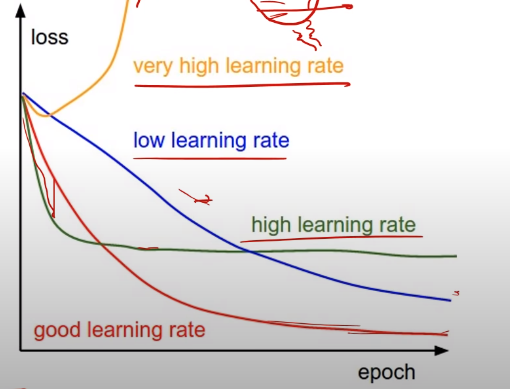 loss
very high learning rate
low learning rate
high learning rate
good learning rate
epoch